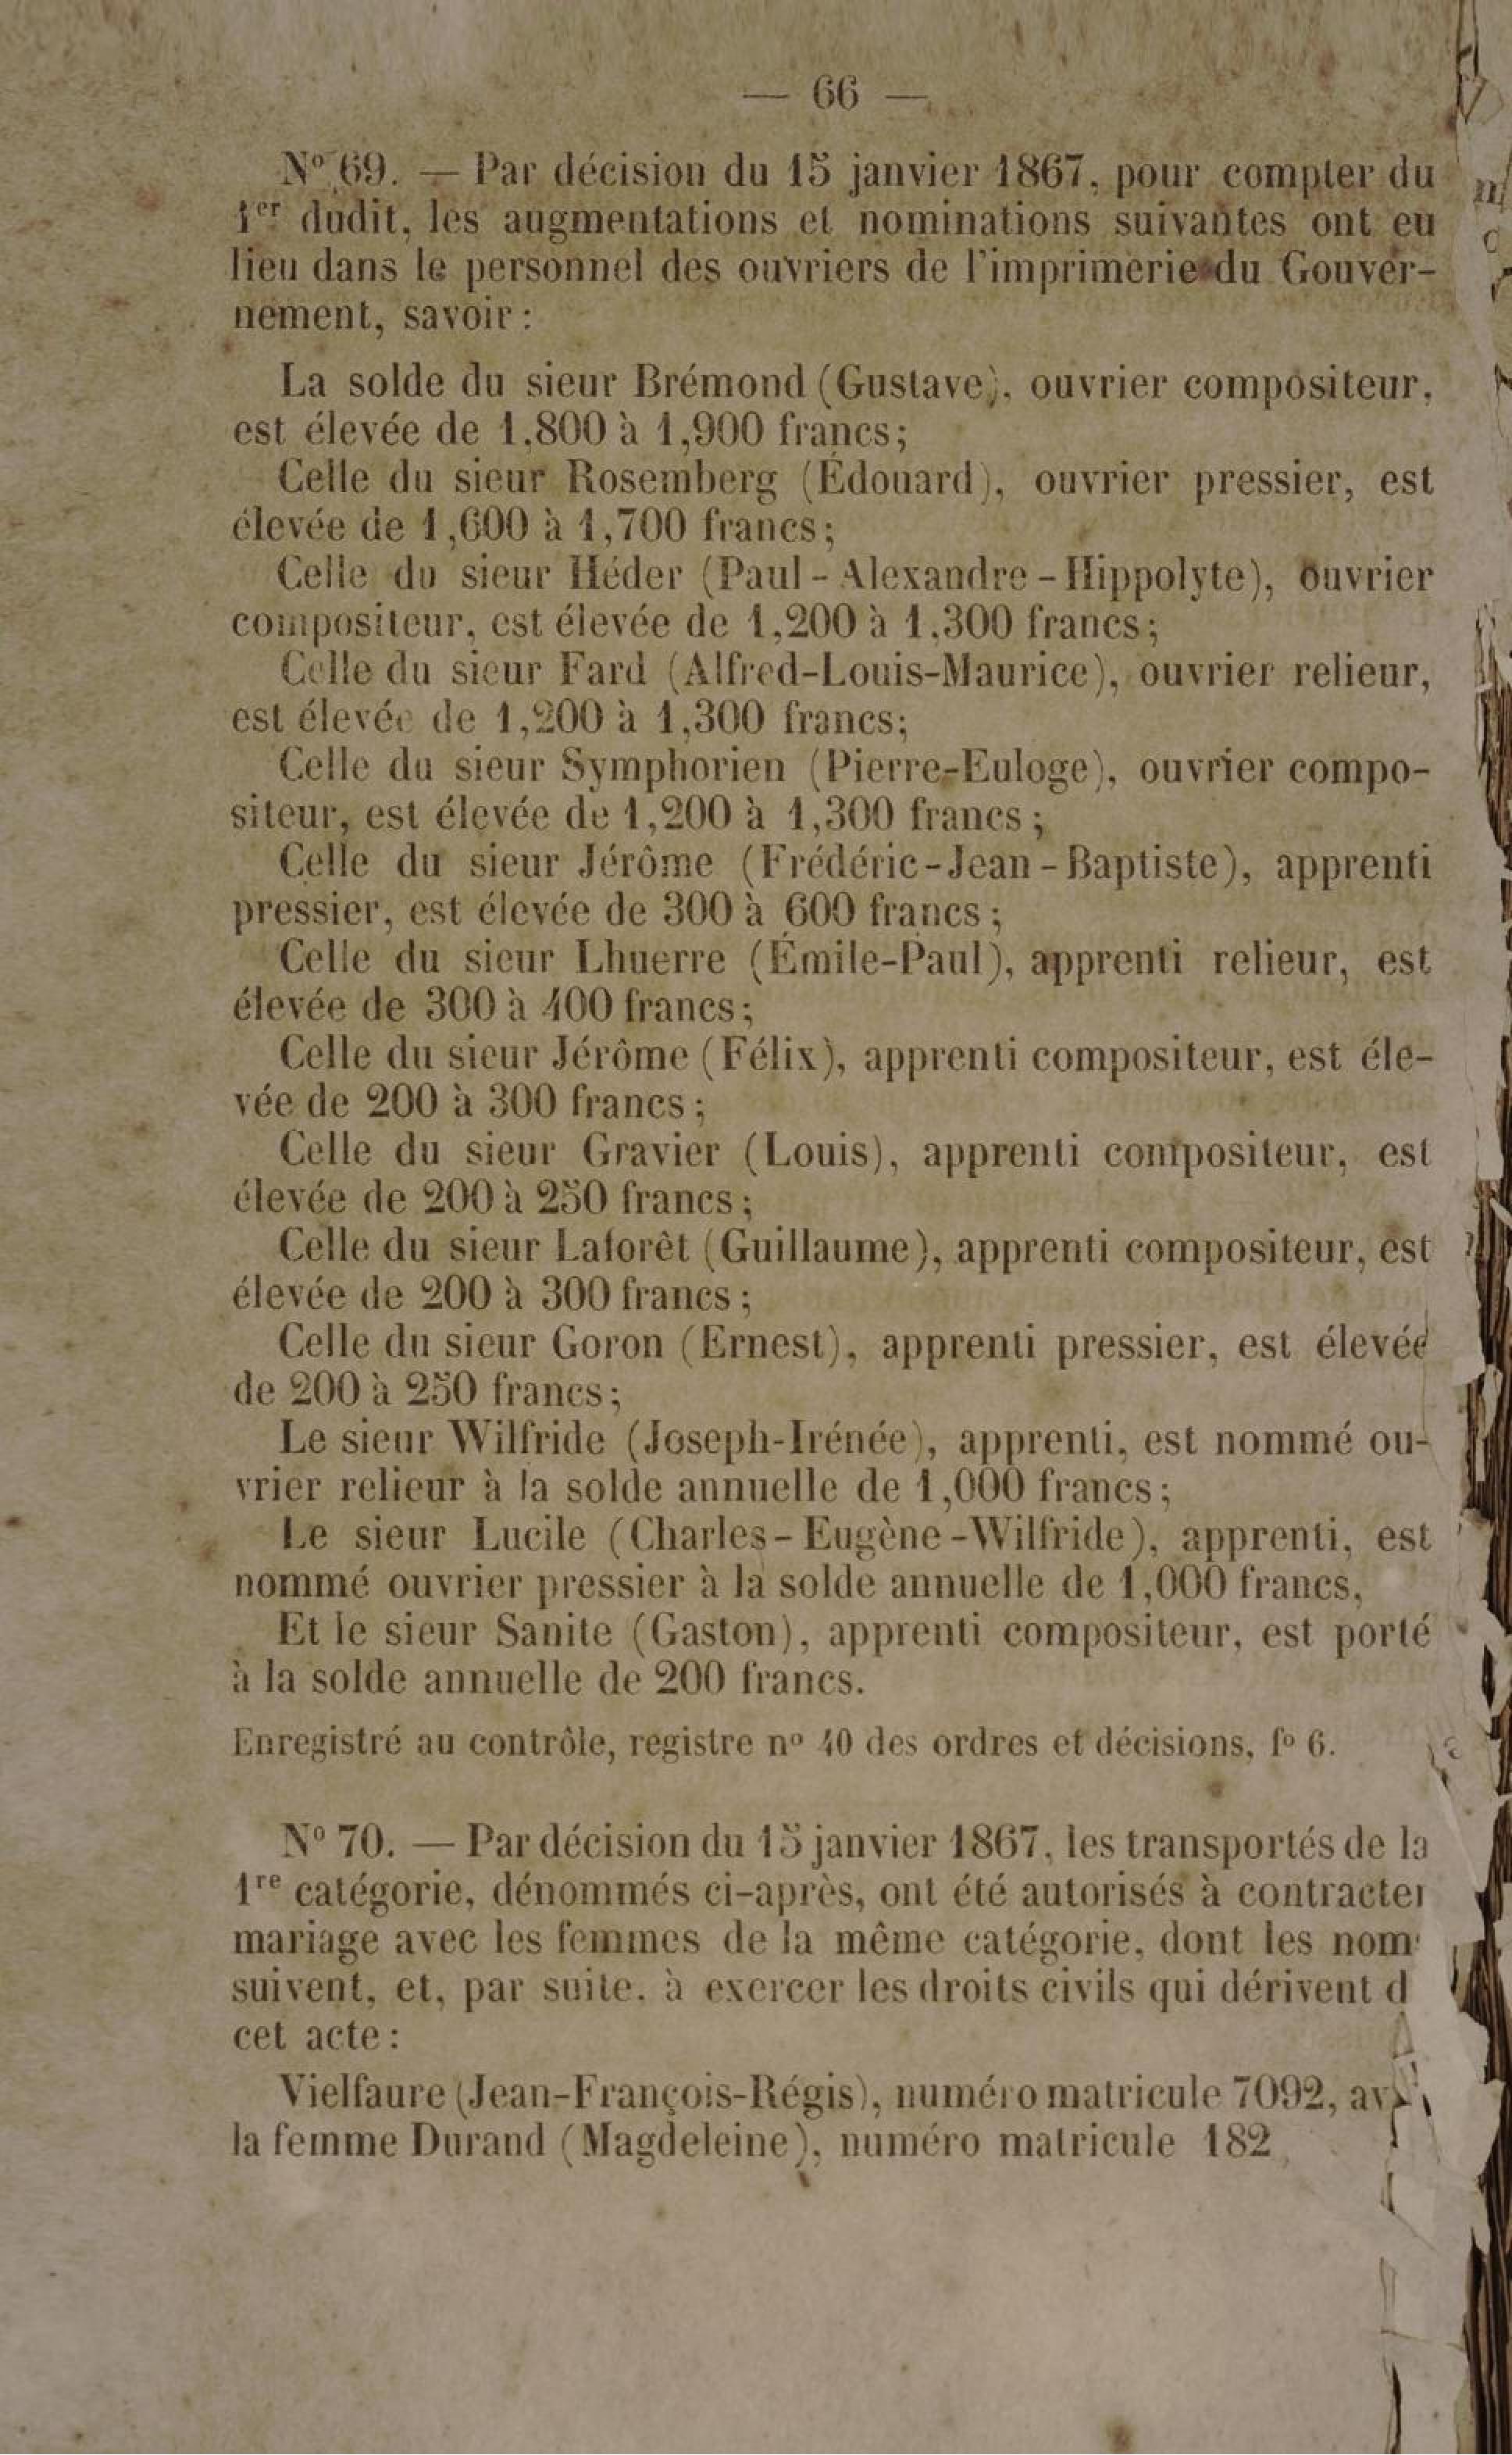 — 66 —
N° 69. — Par décision du 15 janvier 1867, pour compter du
1er dudit, les augmentations et nominations suivantes ont eu
lieu dans le personnel des ouvriers de l'imprimerie du Gouver-
nement, savoir :
La solde du sieur Brémond (Gustave), ouvrier compositeur,
est élevée de 1,800 à 1,900 francs;
Celle du sieur Rosemberg (Édouard), ouvrier pressier, est
élevée de 1,600 à 1,700 francs;
Celle du sieur Héder (Paul-Alexandre-Hippolyte), ouvrier
compositeur, est élevée de 1,200 à 1,300 francs;
Celle du sieur Fard (Alfred-Louis-Maurice), ouvrier relieur,
est élevée de 1,200 à 1,300 francs;
Celle du sieur Symphorien (Pierre-Euloge), ouvrier compo-
siteur, est élevée de 1,200 à 1,300 francs;
Celle du sieur Jérôme (Frédéric-Jean-Baptiste), apprenti
pressier, est élevée de 300 à 600 francs;
Celle du sieur Lhuerre (Émile-Paul), apprenti relieur, est
élevée de 300 à 400 francs;
Celle du sieur Jérôme (Félix), apprenti compositeur, est éle-
vée de 200 à 300 francs;
Celle du sieur Gravier (Louis), apprenti compositeur, est
élevée de 200 à 250 francs;
Celle du sieur Laforêt (Guillaume), apprenti compositeur, est
élevée de 200 à 300 francs;
Celle du sieur Goron (Ernest), apprenti pressier, est élevée
de 200 à 250 francs;
Le sieur Wilfride (Joseph-Irénée), apprenti, est nommé ou-
vrier relieur à la solde annuelle de 1,000 francs;
Le sieur Lucile (Charles-Eugène-Wilfride), apprenti, est
nommé ouvrier pressier à la solde annuelle de 1,000 francs,
Et le sieur Sanite (Gaston), apprenti compositeur, est porté
à la solde annuelle de 200 francs.
Enregistré au contrôle, registre n° 40 des ordres et décisions, f° 6.
N° 70. — Par décision du 15 janvier 1867, les transportés de la
1re catégorie, dénommés ci-après, ont été autorisés à contracter
mariage avec les femmes de la même catégorie, dont les nom
suivent, et, par suite, à exercer les droits civils qui dérivent d
cet acte :
Vielfaure (Jean-François-Régis), numéro matricule 7092, av
la femme Durand (Magdeleine), numéro matricule 182